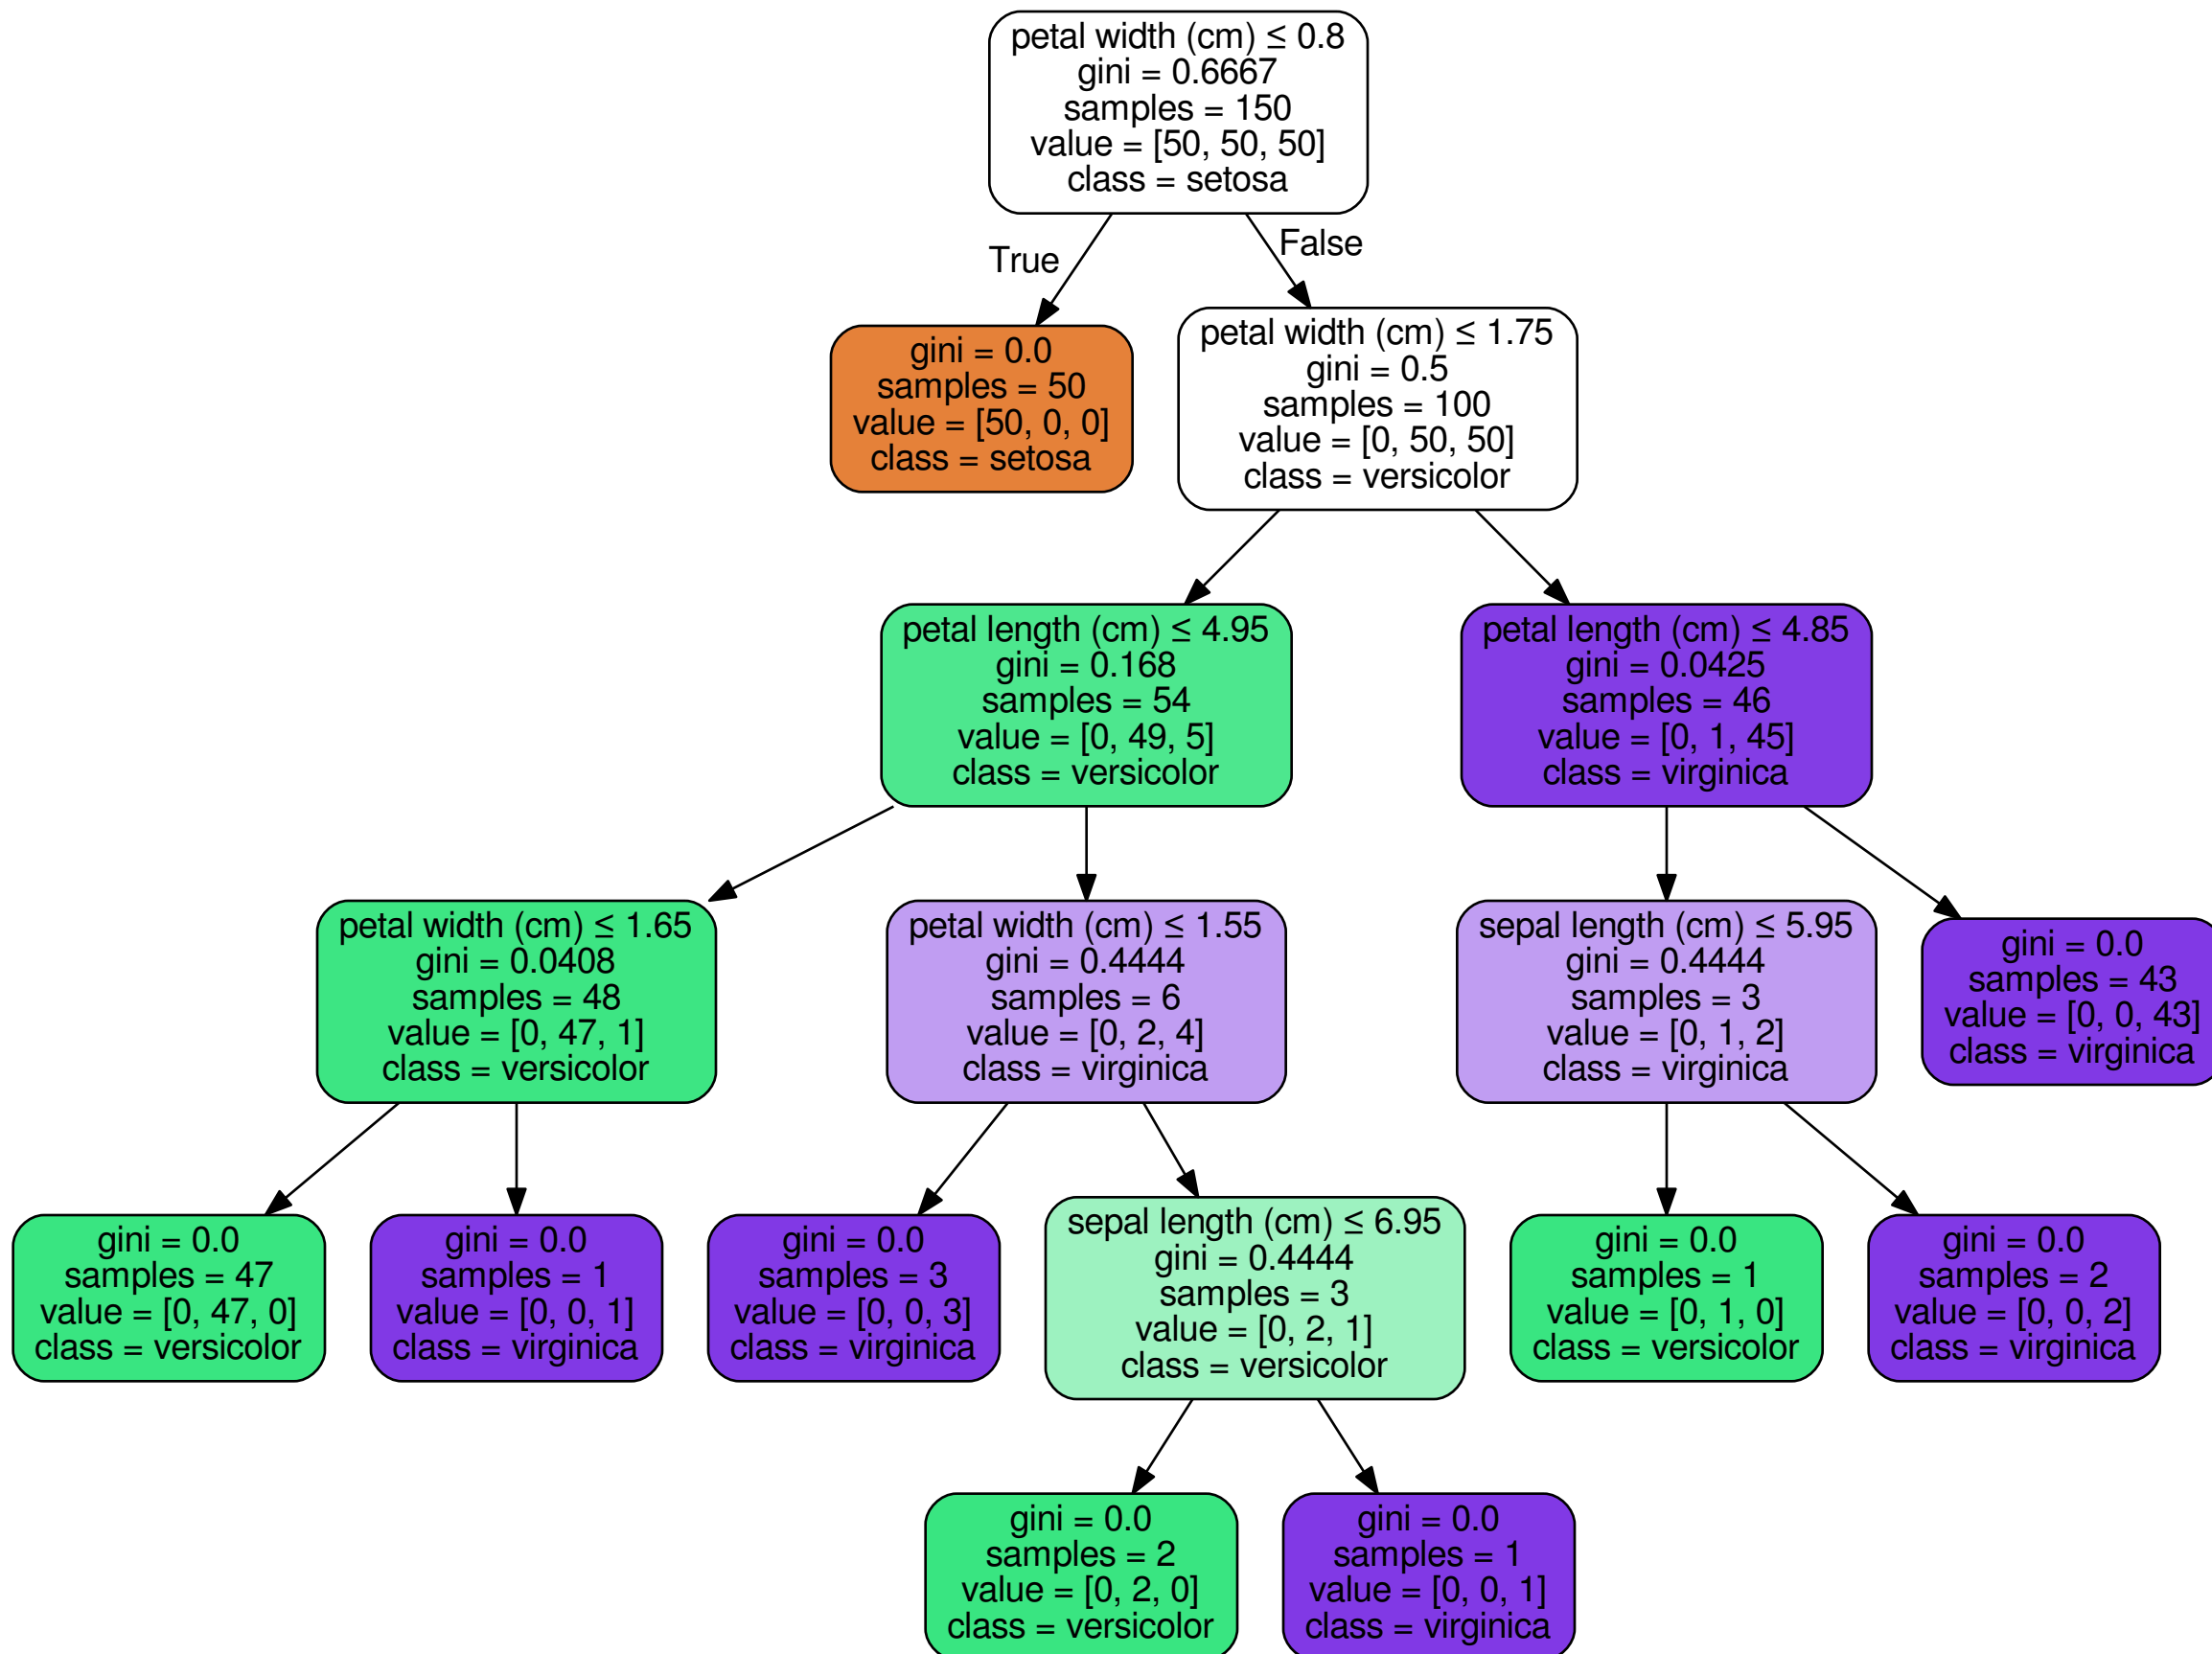 petal width (cm) ≤ 0.8
gini = 0.6667
samples = 150
value = [50, 50, 50]
class = setosa
True
False
gini = 0.0
samples = 50
value = [50, 0, 0]
class = setosa
petal width (cm) ≤ 1.75
gini = 0.5
samples = 100
value = [0, 50, 50]
class = versicolor
petal length (cm) ≤ 4.95
gini = 0.168
samples = 54
value = [0, 49, 5]
class = versicolor
petal length (cm) ≤ 4.85
gini = 0.0425
samples = 46
value = [0, 1, 45]
class = virginica
petal width (cm) ≤ 1.65
gini = 0.0408
samples = 48
value = [0, 47, 1]
class = versicolor
petal width (cm) ≤ 1.55
gini = 0.4444
samples = 6
value = [0, 2, 4]
class = virginica
sepal length (cm) ≤ 5.95
gini = 0.4444
samples = 3
value = [0, 1, 2]
class = virginica
gini = 0.0
samples = 43
value = [0, 0, 43]
class = virginica
gini = 0.0
samples = 47
value = [0, 47, 0]
class = versicolor
gini = 0.0
samples = 1
value = [0, 0, 1]
class = virginica
gini = 0.0
samples = 3
value = [0, 0, 3]
class = virginica
sepal length (cm) ≤ 6.95
gini = 0.4444
samples = 3
value = [0, 2, 1]
class = versicolor
gini = 0.0
samples = 1
value = [0, 1, 0]
class = versicolor
gini = 0.0
samples = 2
value = [0, 0, 2]
class = virginica
gini = 0.0
samples = 2
value = [0, 2, 0]
class = versicolor
gini = 0.0
samples = 1
value = [0, 0, 1]
class = virginica